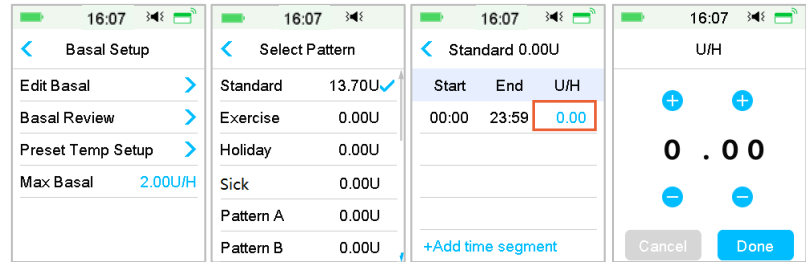 16:07
Basal Setup
Edit Basal
Basal Review
Preset Temp Setup
Max Basal 2.00U/H
16:07
Select Pattern
Standard 13.70U
Exercise 0.00U
Holiday 0.00U
Sick 0.00U
Pattern A 0.00U
Pattern B 0.00U
16:07
Standard 0.00U
Start End U/H
00:00 23:59 0.00
+Add time segment
16:07
U/H
0.00
Cancel Done